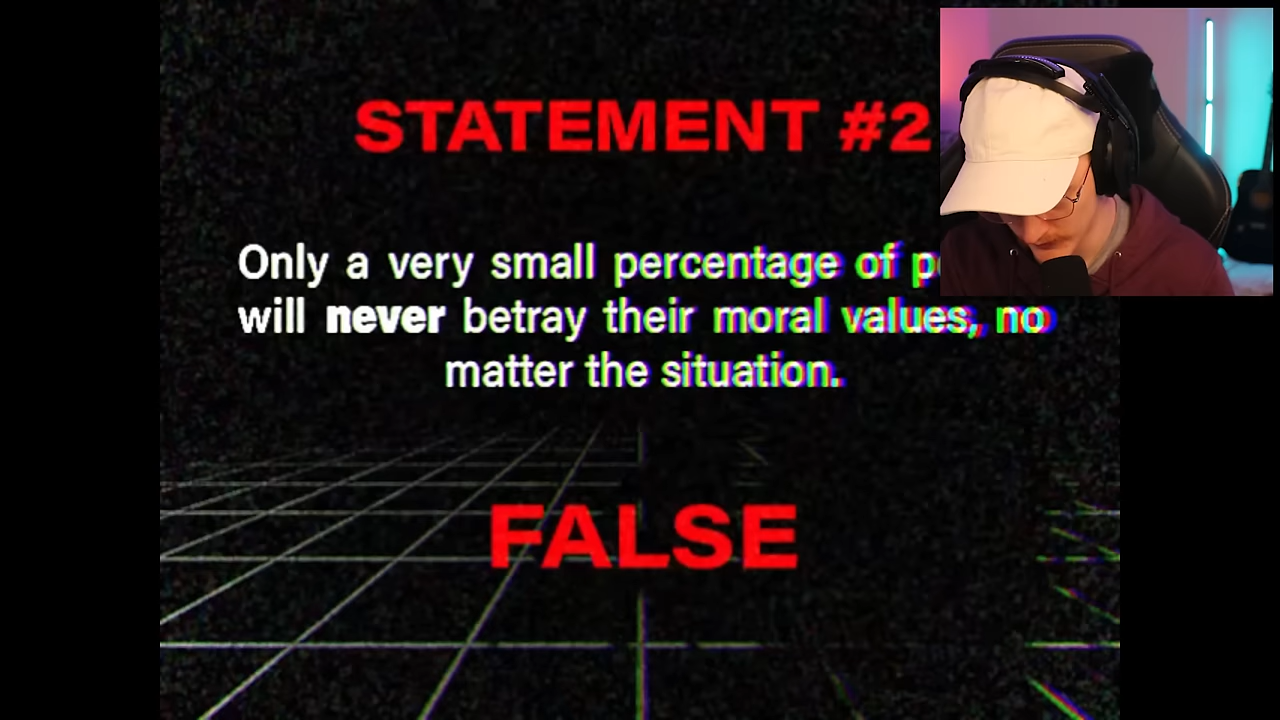 STATEMENT #2
Only a very small percentage of
will never betray their moral values, no
matter the situation.
FALSE